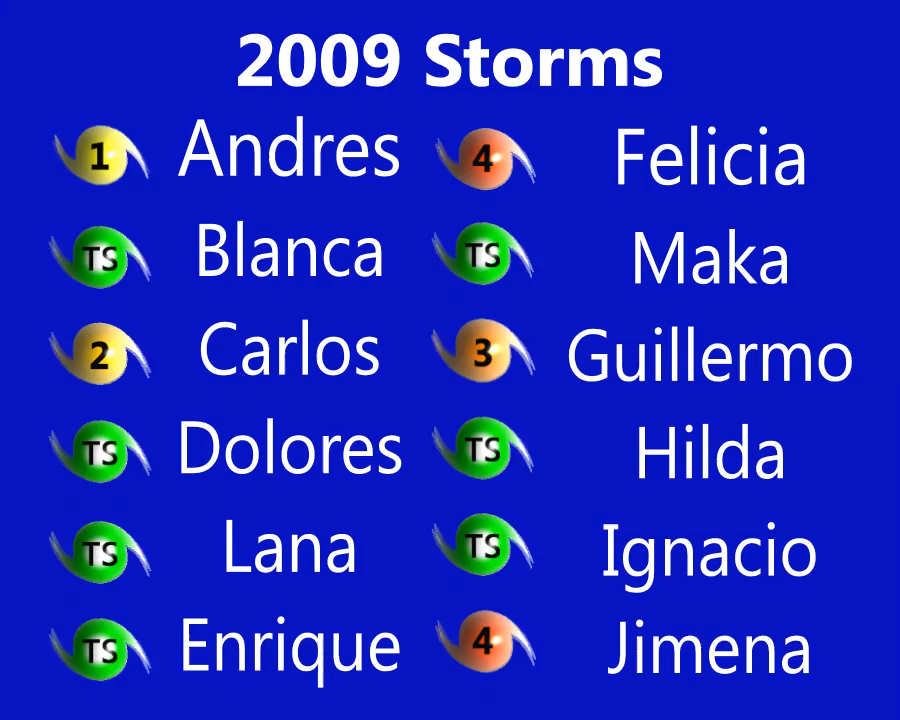 2009 Storms
1 Andres
TS Blanca
2 Carlos
TS Dolores
TS Lana
TS Enrique
4 Felicia
TS Maka
3 Guillermo
TS Hilda
TS Ignacio
4 Jimena